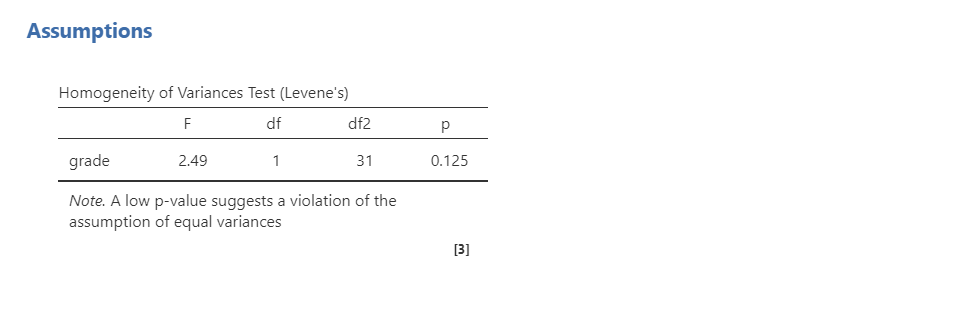 Assumptions
Homogeneity of Variances Test (Levene's)
F df df2 p
grade 2.49 1 31 0.125
Note. A low p-value suggests a violation of the
assumption of equal variances
[3]